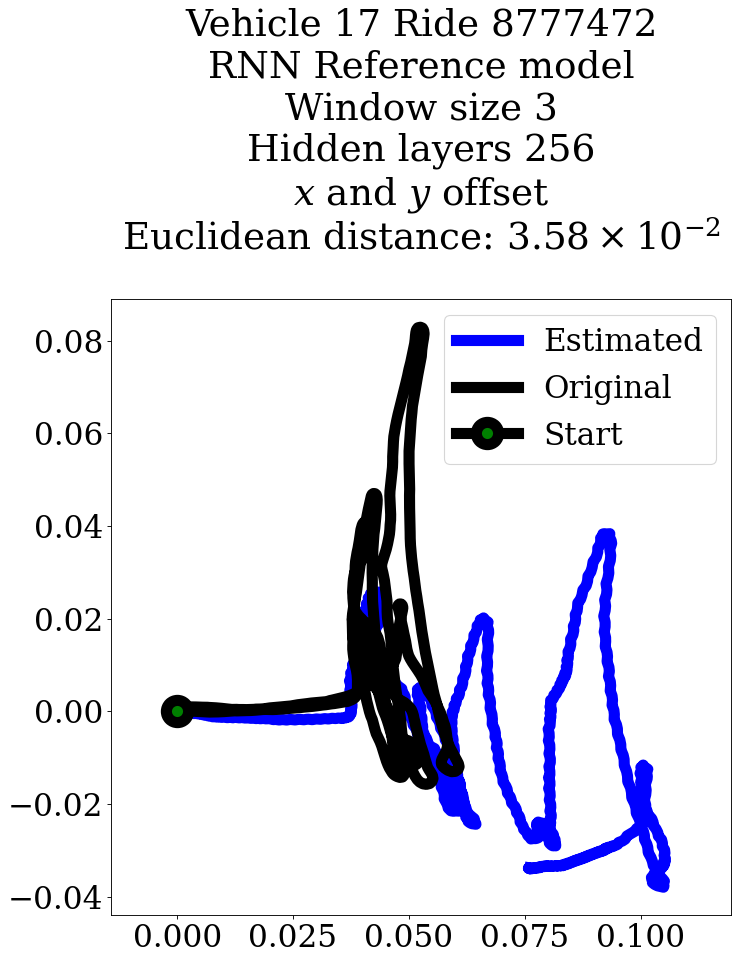 Vehicle 17 Ride 8777472
RNN Reference model
Window size 3
Hidden layers 256
x and y offset
Euclidean distance: 3.58 × 10⁻²
Estimated
Original
Start
0.08
0.06
0.04
0.02
0.00
−0.02
−0.04
0.000 0.025 0.050 0.075 0.100